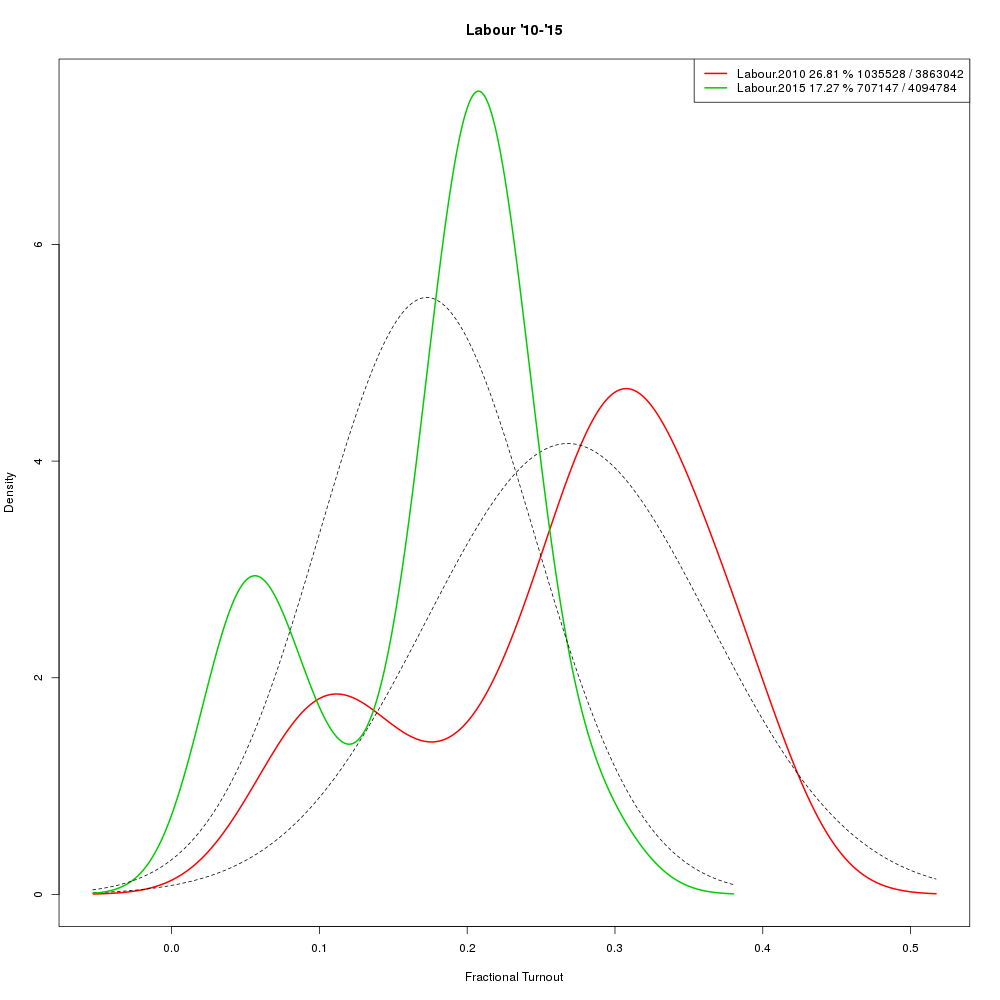 Labour '10-'15
Labour.2010 26.81 % 1035528 / 3863042
Labour.2015 17.27 % 707147 / 4094784
Density
6
4
2
0
0.0 0.1 0.2 0.3 0.4 0.5
Fractional Turnout